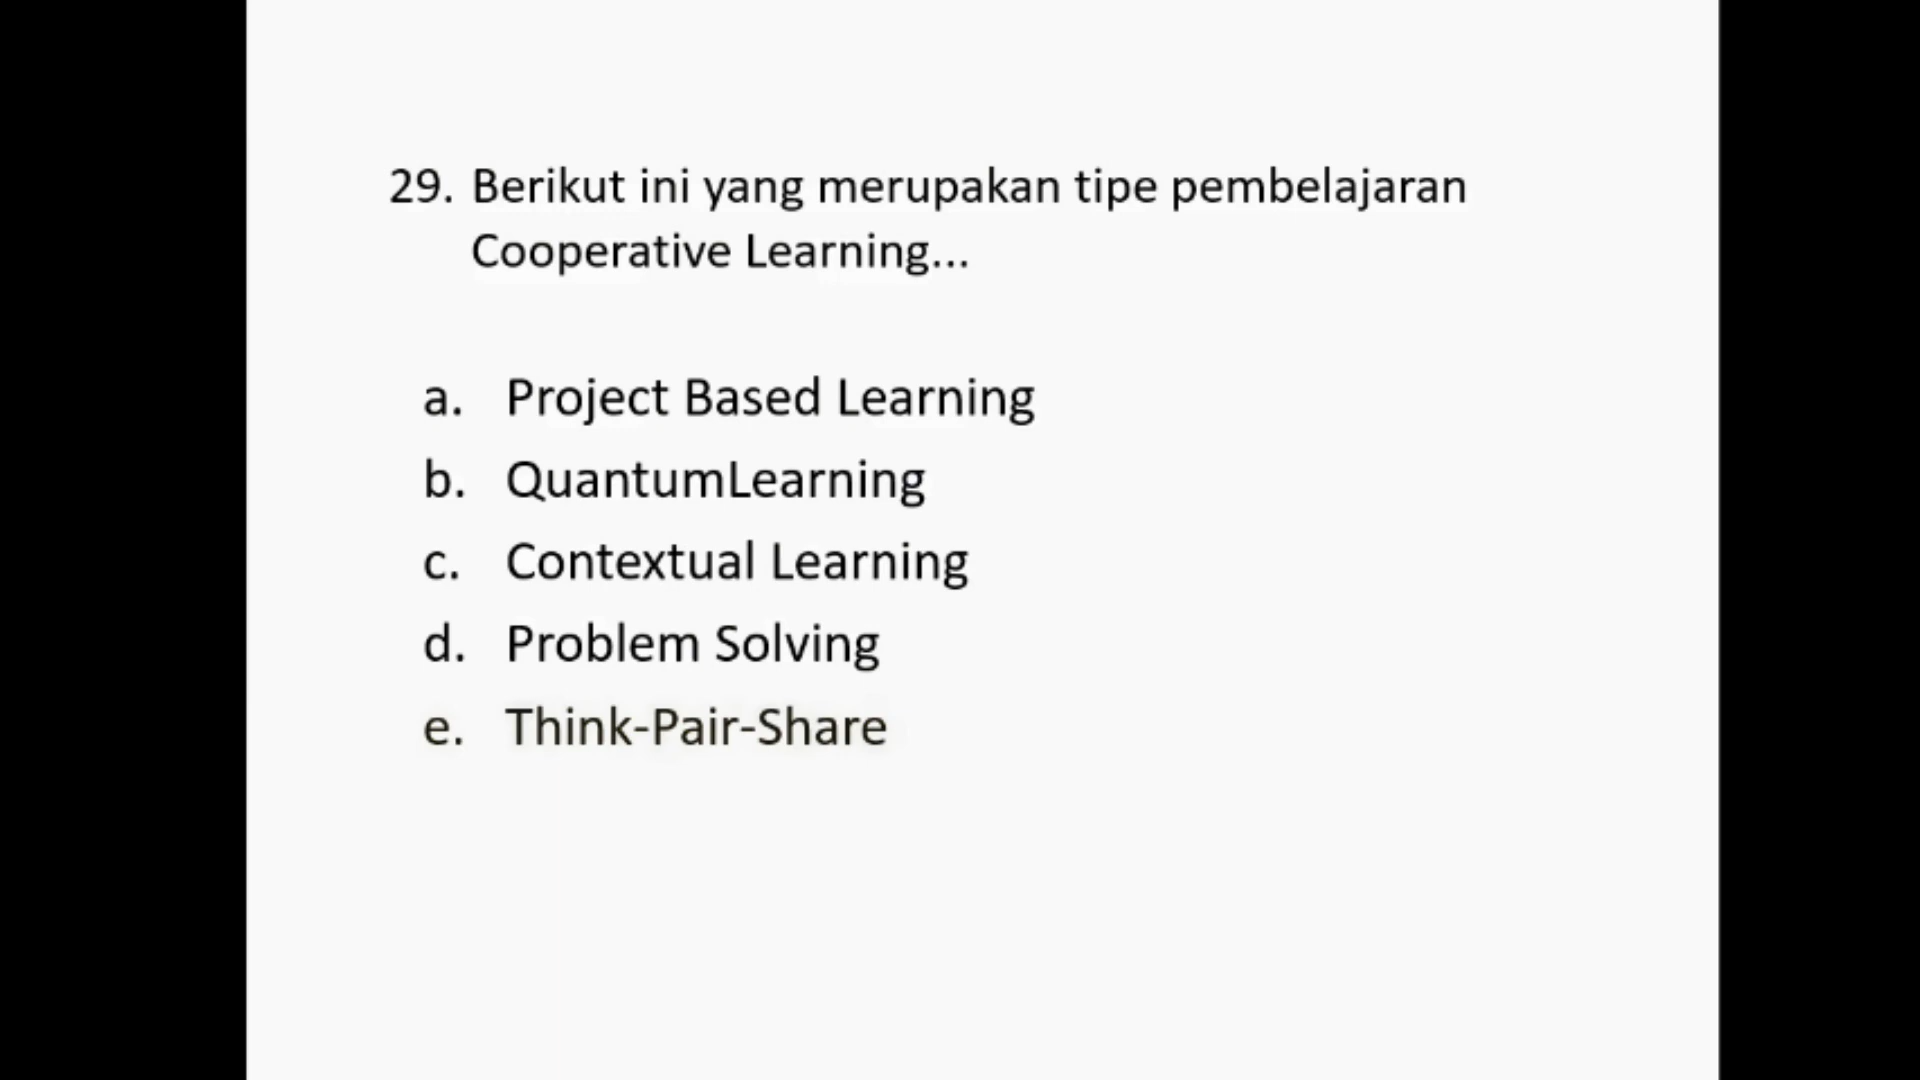 29. Berikut ini yang merupakan tipe pembelajaran
Cooperative Learning...
a. Project Based Learning
b. QuantumLearning
c. Contextual Learning
d. Problem Solving
e. Think-Pair-Share